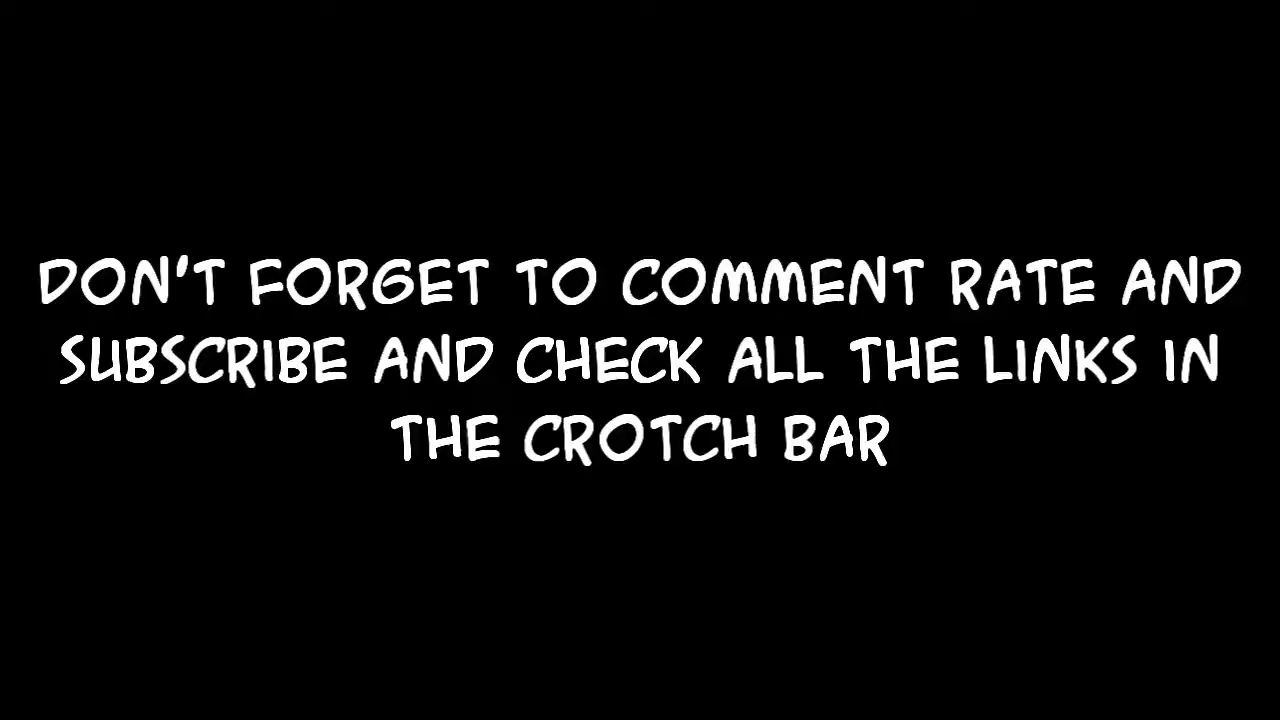 DON'T FORGET TO COMMENT RATE AND
SUBSCRIBE AND CHECK ALL THE LINKS IN
THE CROTCH BAR